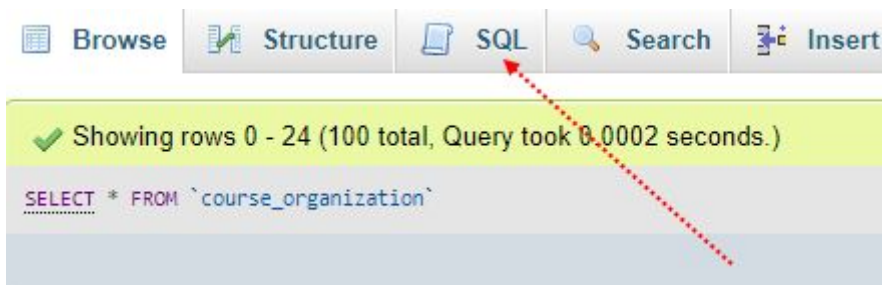 Browse Structure SQL Search Insert
Showing rows 0 - 24 (100 total, Query took 0.0002 seconds.)
SELECT * FROM `course_organization`